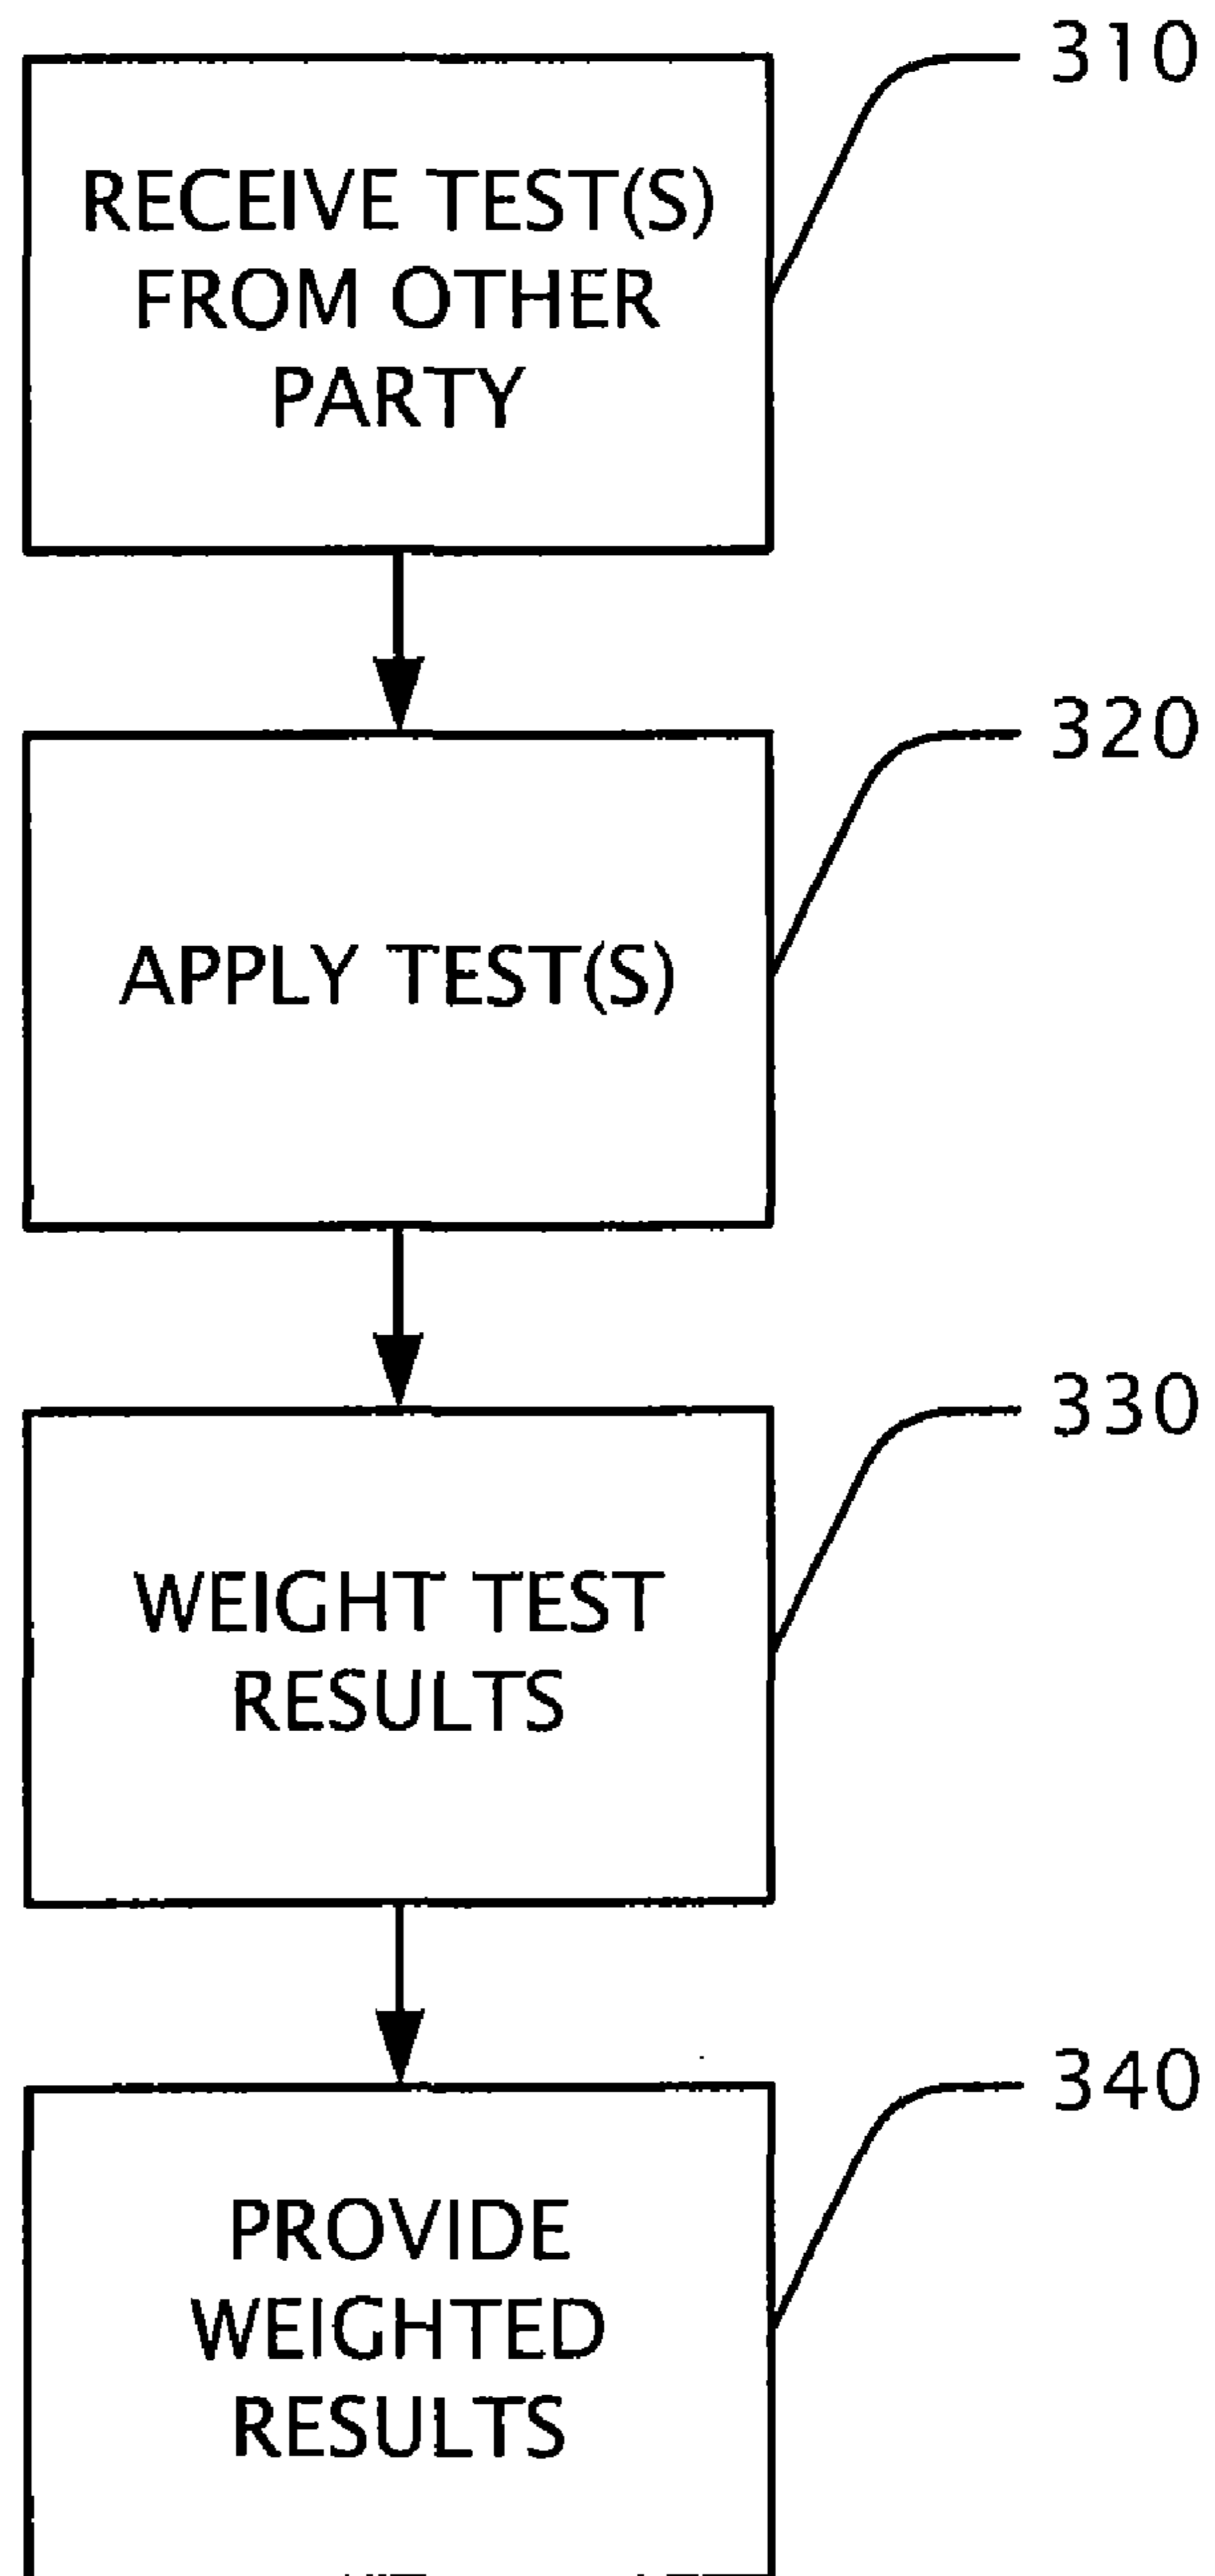 310
RECEIVE TEST(S)
FROM OTHER
PARTY
320
APPLY TEST(S)
330
WEIGHT TEST
RESULTS
340
PROVIDE
WEIGHTED
RESULTS